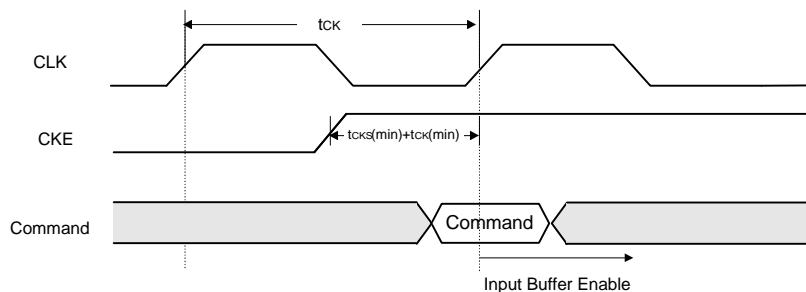 tCK
CLK
CKE
tCKS(min)+tCK(min)
Command
Command
Input Buffer Enable